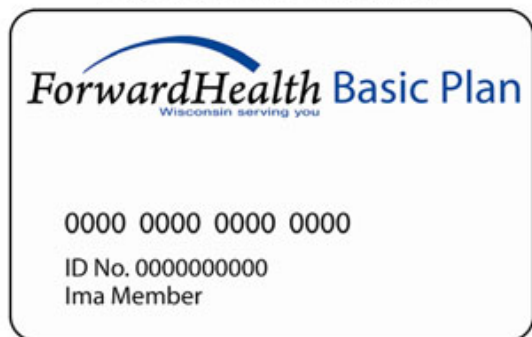 ForwardHealth Basic Plan
Wisconsin serving you
0000 0000 0000 0000
ID No. 0000000000
Ima Member